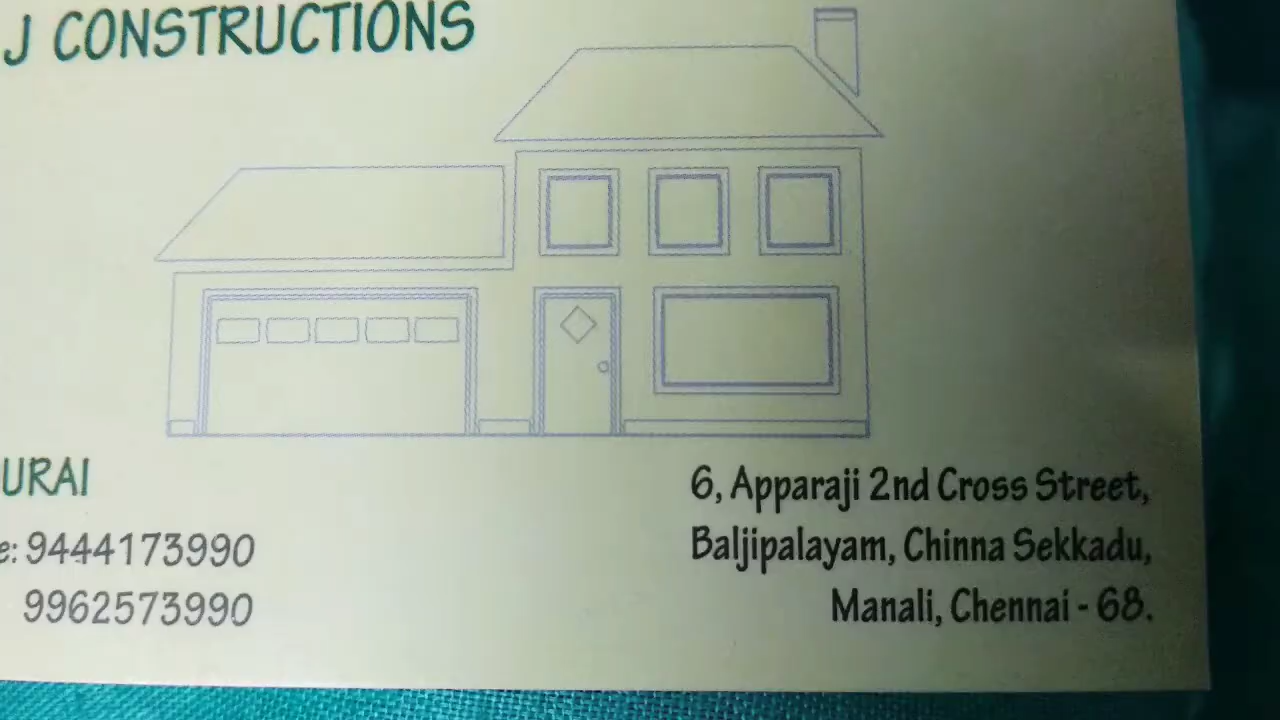 J CONSTRUCTIONS
URAI
e: 9444173990
9962573990
6, Apparaji 2nd Cross Street,
Baljipalayam, Chinna Sekkadu,
Manali, Chennai - 68.